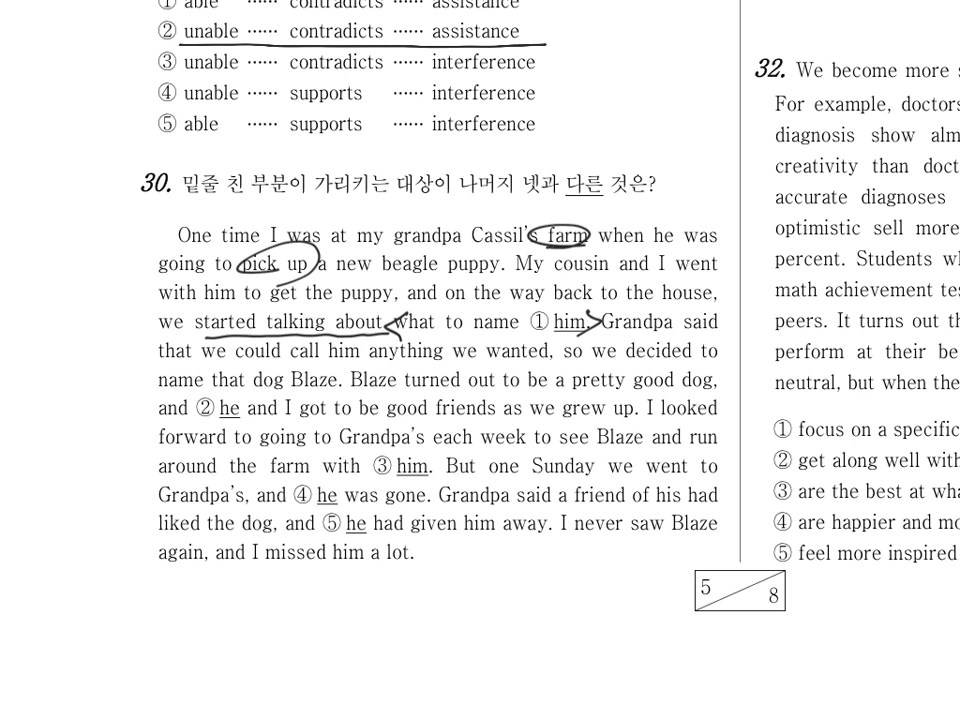 ① able …… contradicts …… assistance
② unable …… contradicts …… assistance
③ unable …… contradicts …… interference
④ unable …… supports …… interference
⑤ able …… supports …… interference
30. 밑줄 친 부분이 가리키는 대상이 나머지 넷과 다른 것은?
One time I was at my grandpa Cassil's farm when he was
going to pick up a new beagle puppy. My cousin and I went
with him to get the puppy, and on the way back to the house,
we started talking about what to name ① him. Grandpa said
that we could call him anything we wanted, so we decided to
name that dog Blaze. Blaze turned out to be a pretty good dog,
and ② he and I got to be good friends as we grew up. I looked
forward to going to Grandpa's each week to see Blaze and run
around the farm with ③ him. But one Sunday we went to
Grandpa's, and ④ he was gone. Grandpa said a friend of his had
liked the dog, and ⑤ he had given him away. I never saw Blaze
again, and I missed him a lot.
5 8
32. We become more
For example, doctors
diagnosis show
creativity than
accurate diagnoses
optimistic sell more
percent. Students
math achievement
peers. It turns out
perform at their
neutral, but when the
① focus on a specific
② get along well with
③ are the best at
④ are happier and
⑤ feel more inspired